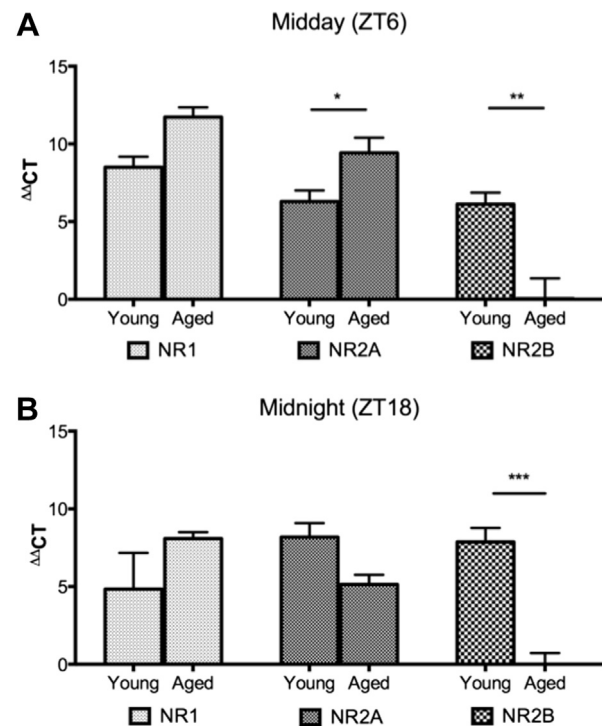 A
Midday (ZT6)
15
10
5
0
ΔΔCT
*
**
Young Aged Young Aged Young Aged
NR1 NR2A NR2B
B
Midnight (ZT18)
15
10
5
0
ΔΔCT
***
Young Aged Young Aged Young Aged
NR1 NR2A NR2B